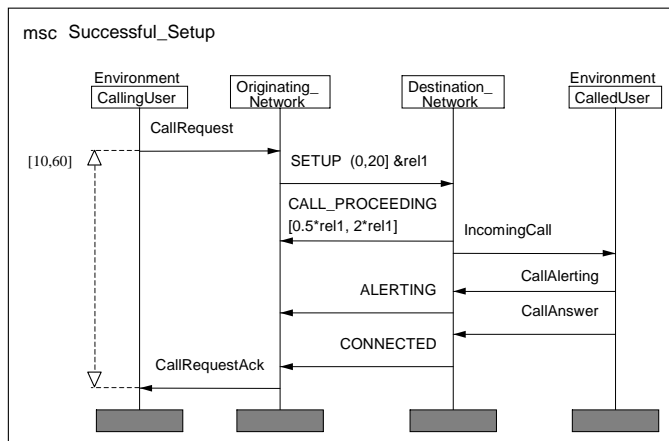 msc Successful_Setup
Environment
CallingUser
Originating_
Network
Destination_
Network
Environment
CalledUser
CallRequest
[10,60]
SETUP (0,20] &rel1
CALL_PROCEEDING
[0.5*rel1, 2*rel1]
IncomingCall
CallAlerting
ALERTING
CallAnswer
CONNECTED
CallRequestAck